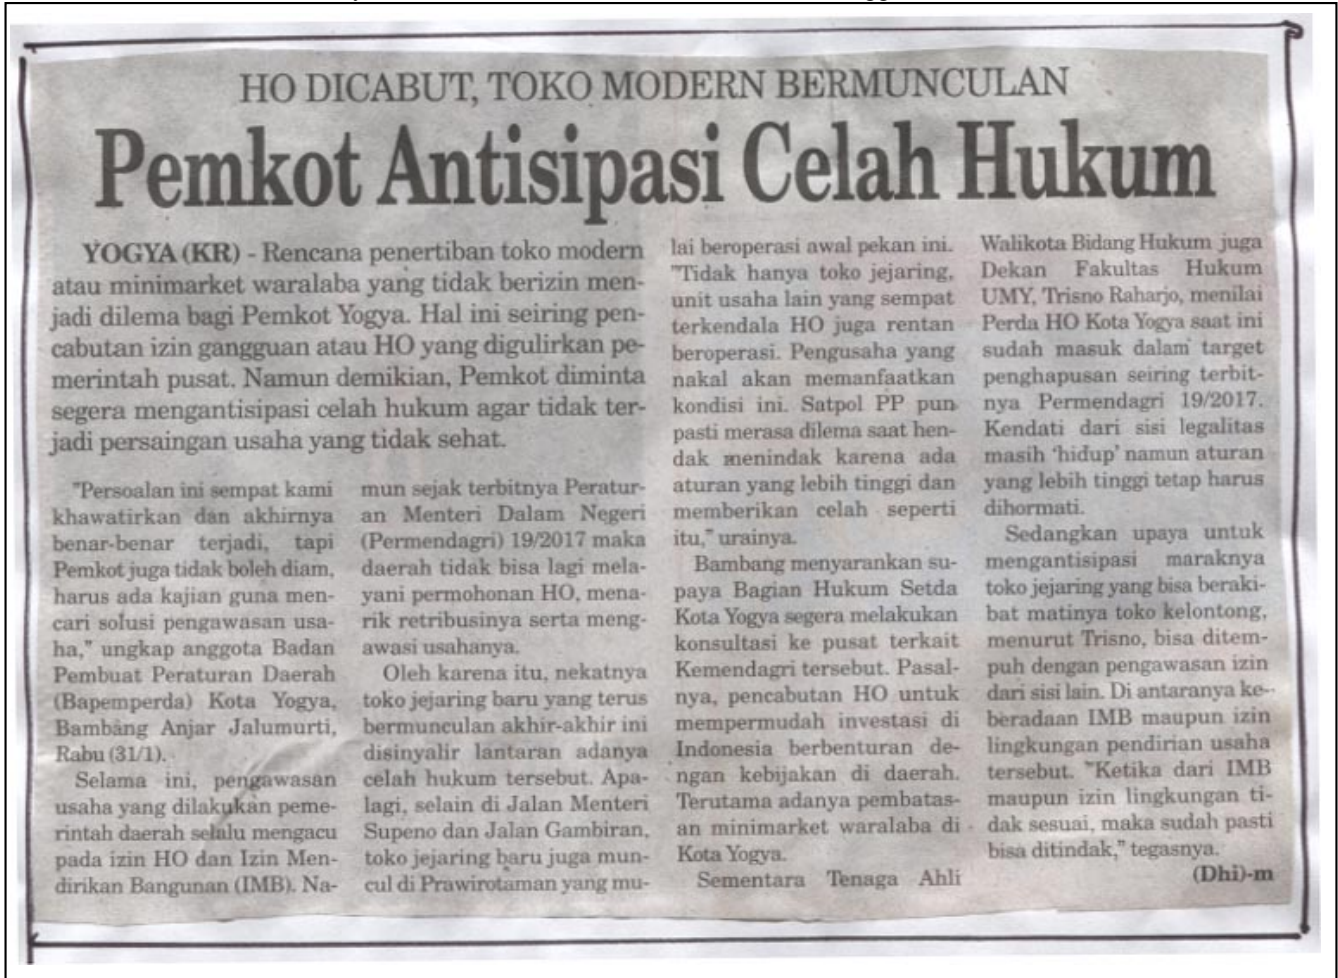 HO DICABUT, TOKO MODERN BERMUNCULAN
Pemkot Antisipasi Celah Hukum
YOGYA (KR) - Rencana penertiban toko modern
atau minimarket waralaba yang tidak berizin men-
jadi dilema bagi Pemkot Yogya. Hal ini seiring pen-
cabutan izin gangguan atau HO yang digulirkan pe-
merintah pusat. Namun demikian, Pemkot diminta
segera mengantisipasi celah hukum agar tidak ter-
jadi persaingan usaha yang tidak sehat.
"Persoalan ini sempat kami
khawatirkan dan akhirnya
benar-benar terjadi, tapi
Pemkot juga tidak boleh diam,
harus ada kajian guna men-
cari solusi pengawasan usa-
ha," ungkap anggota Badan
Pembuat Peraturan Daerah
(Bapemperda) Kota Yogya,
Bambang Anjar Jalumurti,
Rabu (31/1).
Selama ini, pengawasan
usaha yang dilakukan peme-
rintah daerah selalu mengacu
pada izin HO dan Izin Men-
dirikan Bangunan (IMB). Na-
mun sejak terbitnya Peratur-
an Menteri Dalam Negeri
(Permendagri) 19/2017 maka
daerah tidak bisa lagi mela-
yani permohonan HO, mena-
rik retribusinya serta meng-
awasi usahanya.
Oleh karena itu, nekatnya
toko jejaring baru yang terus
bermunculan akhir-akhir ini
disinyalir lantaran adanya
celah hukum tersebut. Apa-
lagi, selain di Jalan Menteri
Supeno dan Jalan Gambiran,
toko jejaring baru juga mun-
cul di Prawirotaman yang mu-
lai beroperasi awal pekan ini.
"Tidak hanya toko jejaring,
unit usaha lain yang sempat
terkendala HO juga rentan
beroperasi. Pengusaha yang
nakal akan memanfaatkan
kondisi ini. Satpol PP pun
pasti merasa dilema saat hen-
dak menindak karena ada
aturan yang lebih tinggi dan
memberikan celah seperti
itu," urainya.
Bambang menyarankan su-
paya Bagian Hukum Setda
Kota Yogya segera melakukan
konsultasi ke pusat terkait
Kemendagri tersebut. Pasal-
nya, pencabutan HO untuk
mempermudah investasi di
Indonesia berbenturan de-
ngan kebijakan di daerah.
Terutama adanya pembatas-
an minimarket waralaba di
Kota Yogya.
Sementara Tenaga Ahli
Walikota Bidang Hukum juga
Dekan Fakultas Hukum
UMY, Trisno Raharjo, menilai
Perda HO Kota Yogya saat ini
sudah masuk dalam target
penghapusan seiring terbit-
nya Permendagri 19/2017.
Kendati dari sisi legalitas
masih 'hidup' namun aturan
yang lebih tinggi tetap harus
dihormati.
Sedangkan upaya untuk
mengantisipasi maraknya
toko jejaring yang bisa beraki-
bat matinya toko kelontong,
menurut Trisno, bisa ditem-
puh dengan pengawasan izin
dari sisi lain. Di antaranya ke-
beradaan IMB maupun izin
lingkungan pendirian usaha
tersebut. "Ketika dari IMB
maupun izin lingkungan ti-
dak sesuai, maka sudah pasti
bisa ditindak," tegasnya.
(Dhi)-m